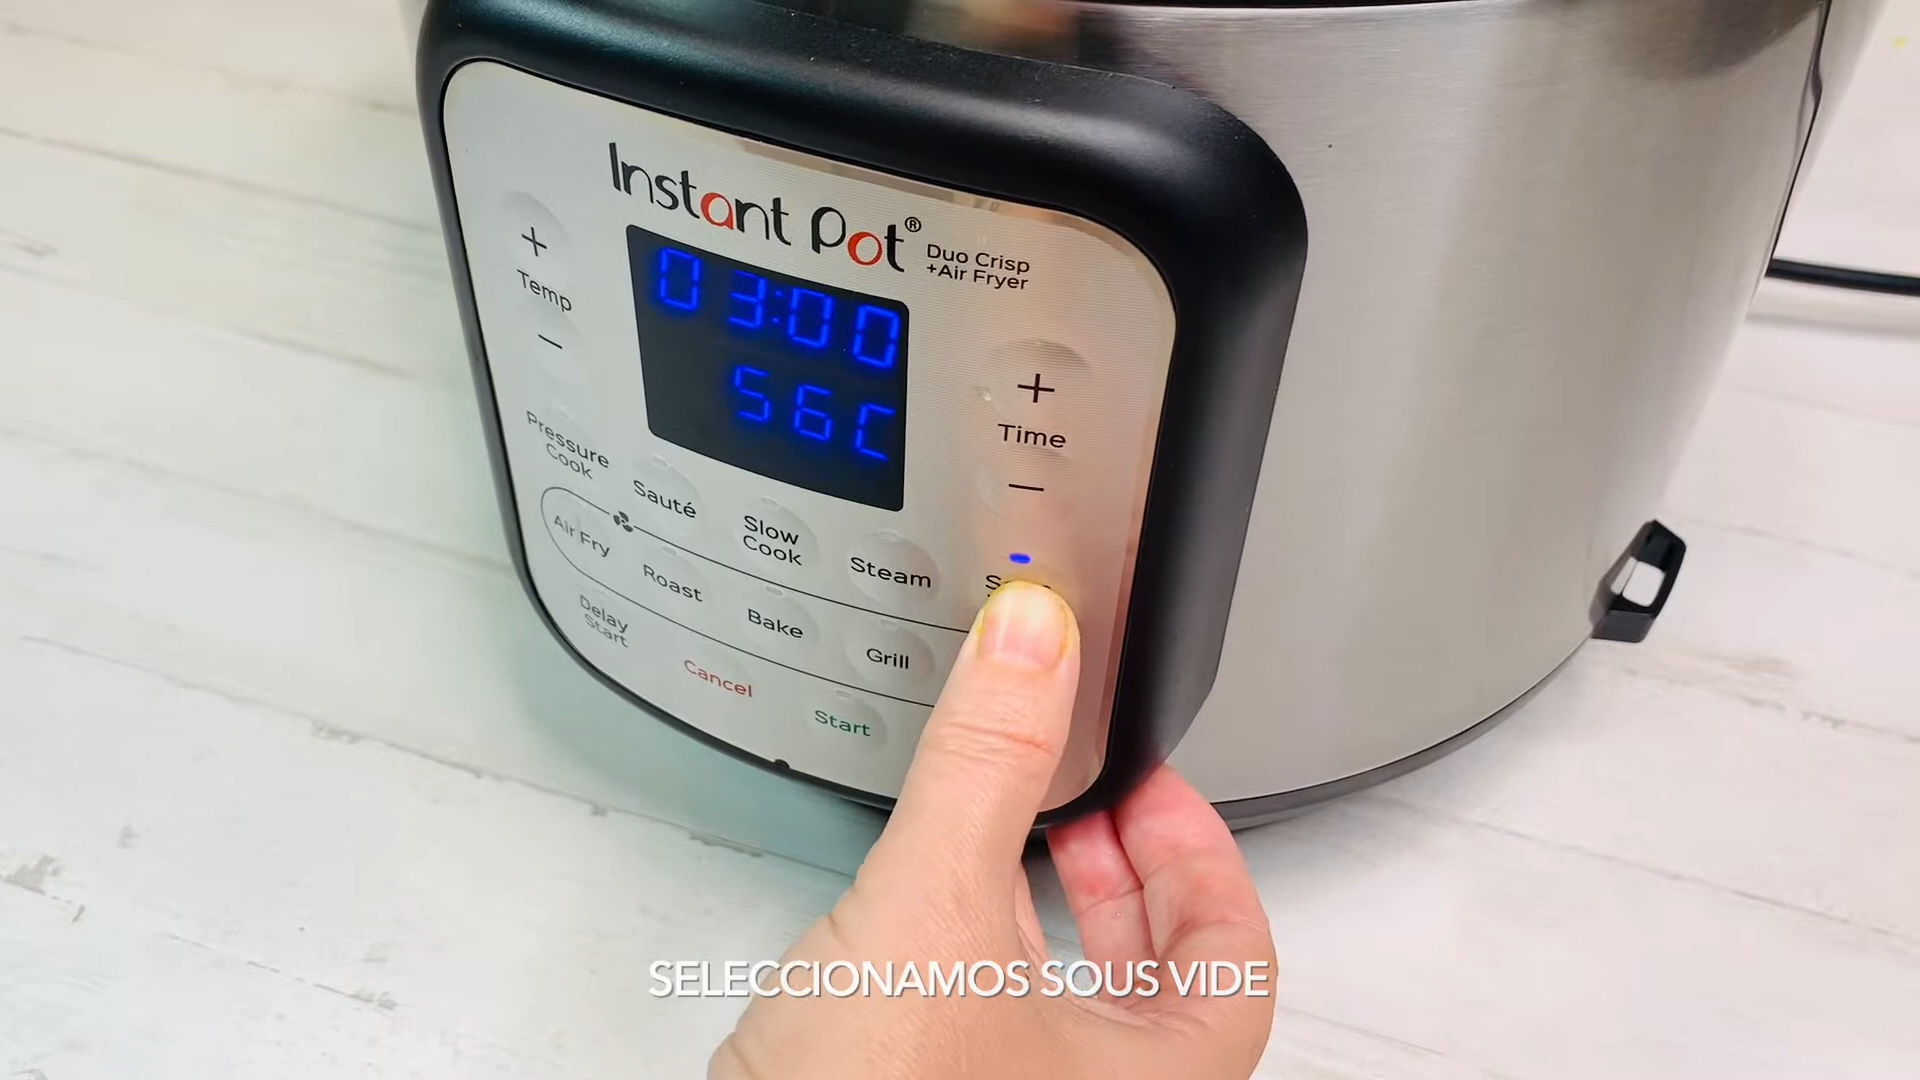 Instant Pot®
Duo Crisp
+Air Fryer
03:00
56C
+
Temp
−
+
Time
−
Pressure
Cook
Sauté
Slow
Cook
Steam
Air Fry
Roast
Bake
Grill
Delay
Start
Cancel
Start
SELECCIONAMOS SOUS VIDE